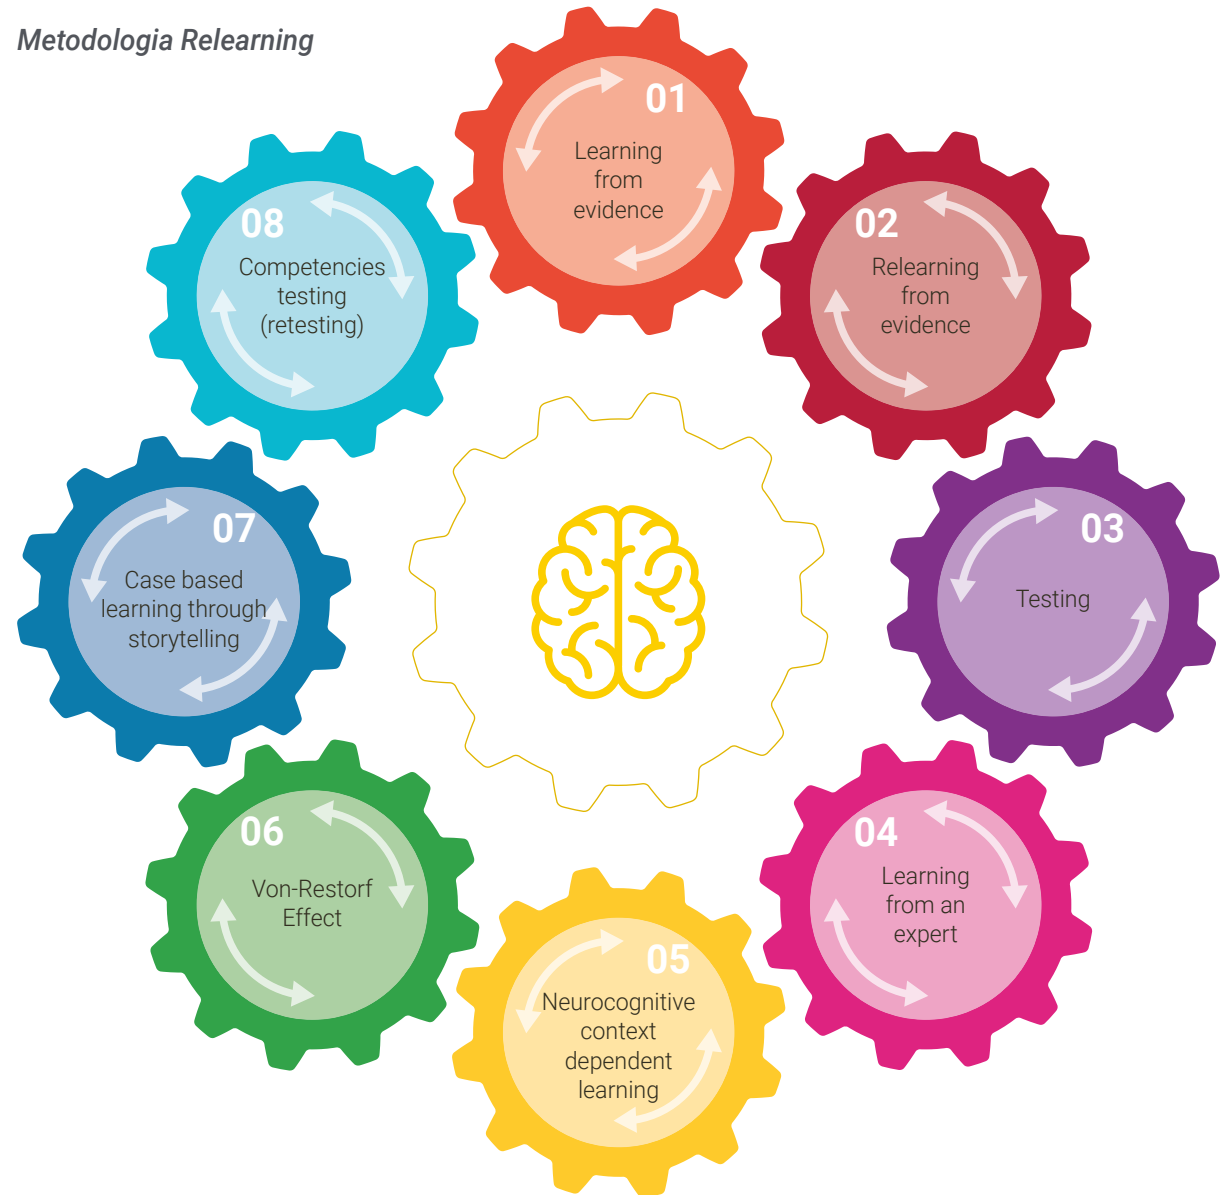 Metodologia Relearning
01
Learning
from
evidence
02
Relearning
from
evidence
03
Testing
04
Learning
from an
expert
05
Neurocognitive
context
dependent
learning
06
Von-Restorf
Effect
07
Case based
learning through
storytelling
08
Competencies
testing
(retesting)